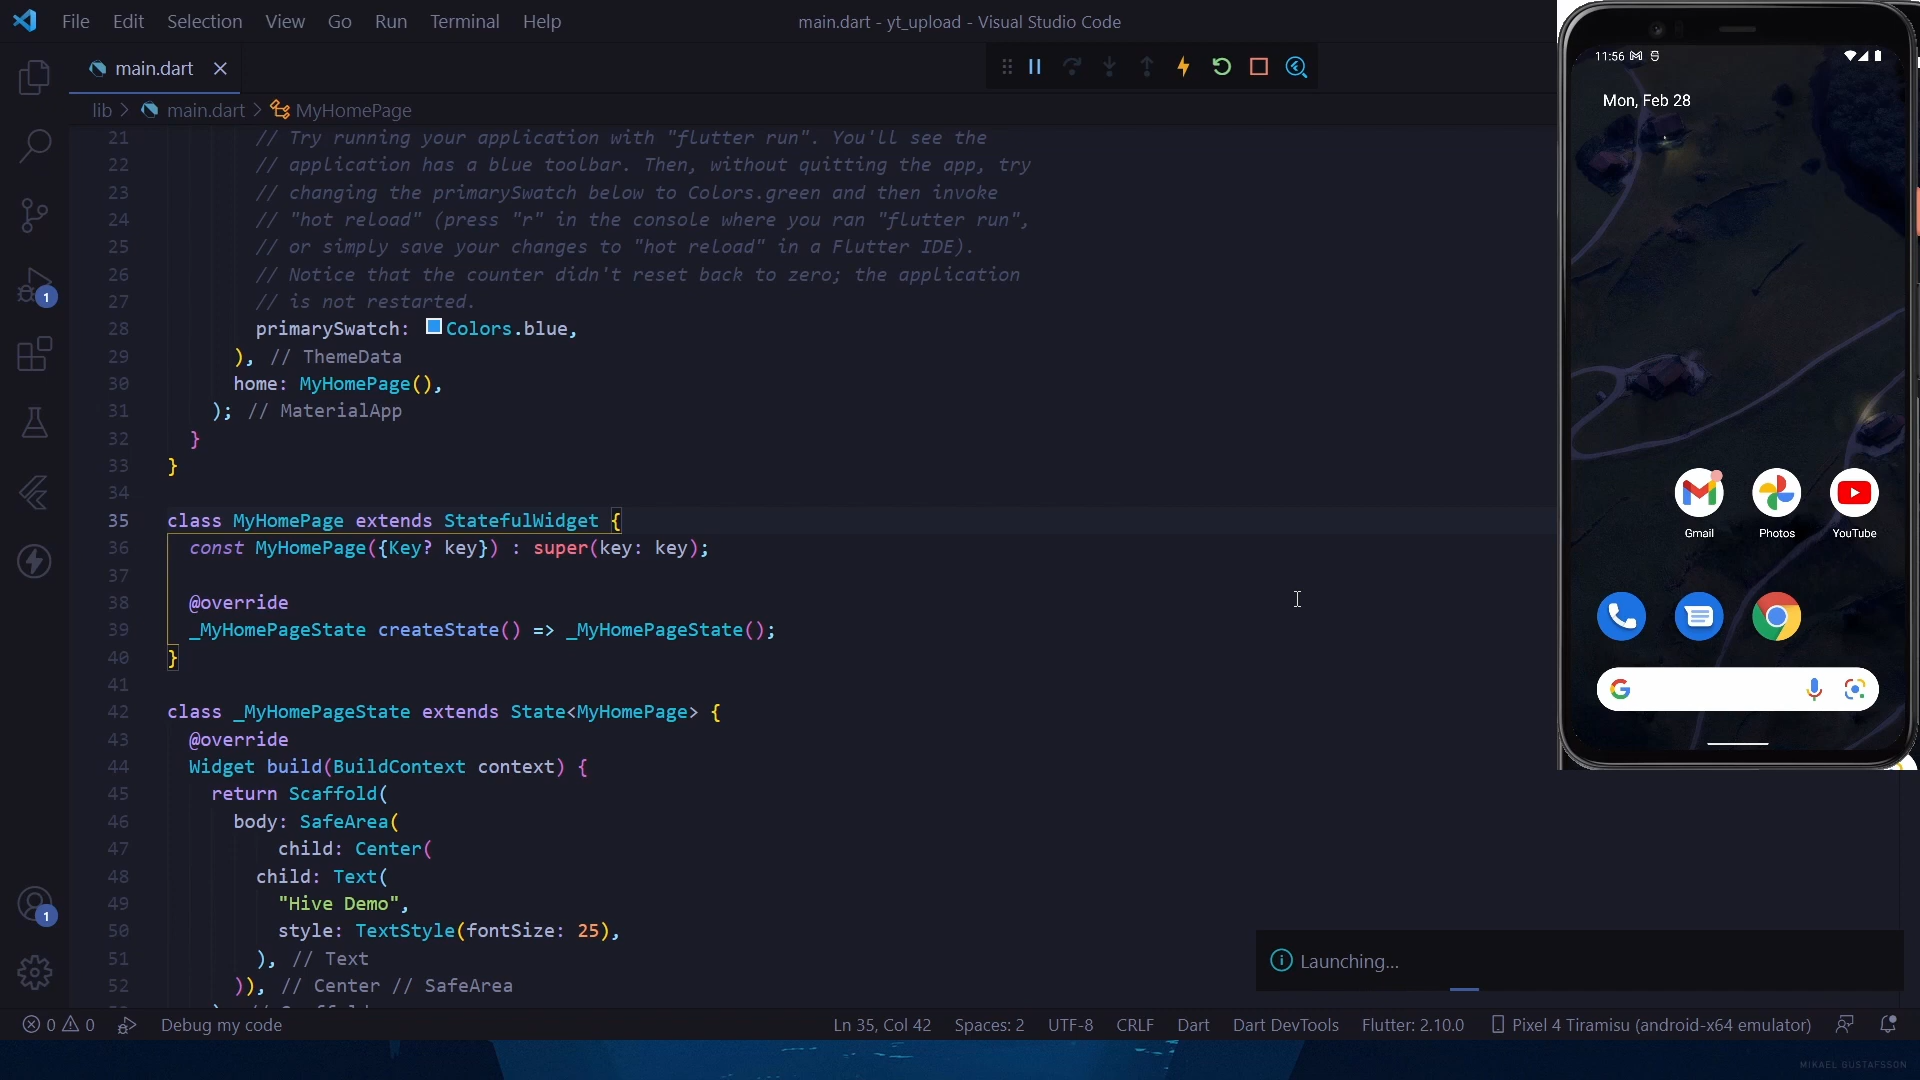 File Edit Selection View Go Run Terminal Help
main.dart - yt_upload - Visual Studio Code
main.dart
lib > main.dart > MyHomePage
21 // Try running your application with "flutter run". You'll see the
22 // application has a blue toolbar. Then, without quitting the app, try
23 // changing the primarySwatch below to Colors.green and then invoke
24 // "hot reload" (press "r" in the console where you ran "flutter run",
25 // or simply save your changes to "hot reload" in a Flutter IDE).
26 // Notice that the counter didn't reset back to zero; the application
27 // is not restarted.
28 primarySwatch: Colors.blue,
29 ), // ThemeData
30 home: MyHomePage(),
31 ); // MaterialApp
32 }
33 }
34
35 class MyHomePage extends StatefulWidget {
36 const MyHomePage({Key? key}) : super(key: key);
37
38 @override
39 _MyHomePageState createState() => _MyHomePageState();
40 }
41
42 class _MyHomePageState extends State<MyHomePage> {
43 @override
44 Widget build(BuildContext context) {
45 return Scaffold(
46 body: SafeArea(
47 child: Center(
48 child: Text(
49 "Hive Demo",
50 style: TextStyle(fontSize: 25),
51 ), // Text
52 )), // Center // SafeArea
1
1
Launching...
0 0 Debug my code
Ln 35, Col 42 Spaces: 2 UTF-8 CRLF Dart Dart DevTools Flutter: 2.10.0 Pixel 4 Tiramisu (android-x64 emulator)
11:56
Mon, Feb 28
Gmail Photos YouTube
MIKAEL GUSTAFSSON